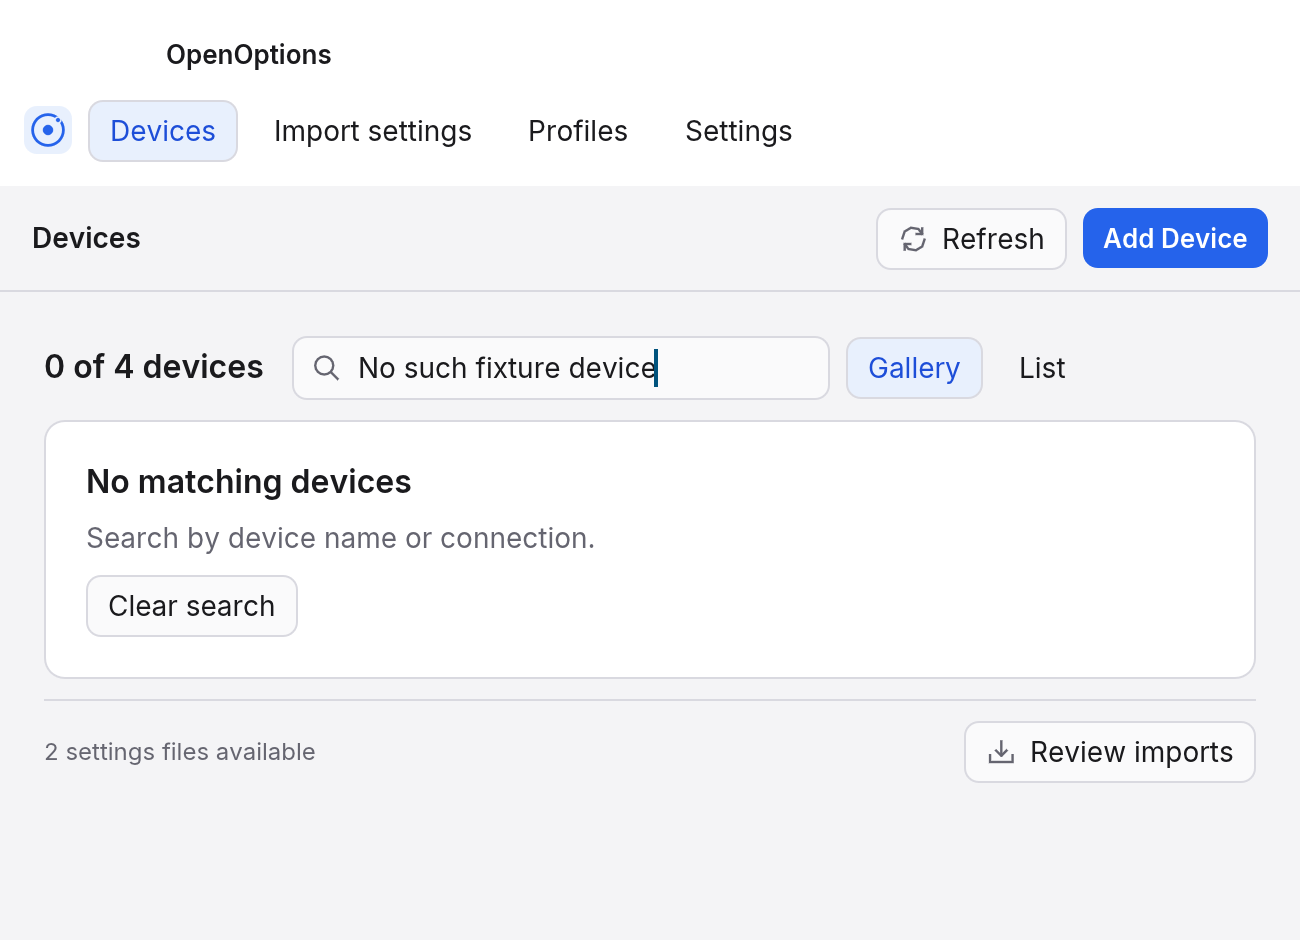 OpenOptions
Devices Import settings Profiles Settings
Devices Refresh Add Device
0 of 4 devices No such fixture device Gallery List
No matching devices
Search by device name or connection.
Clear search
2 settings files available Review imports